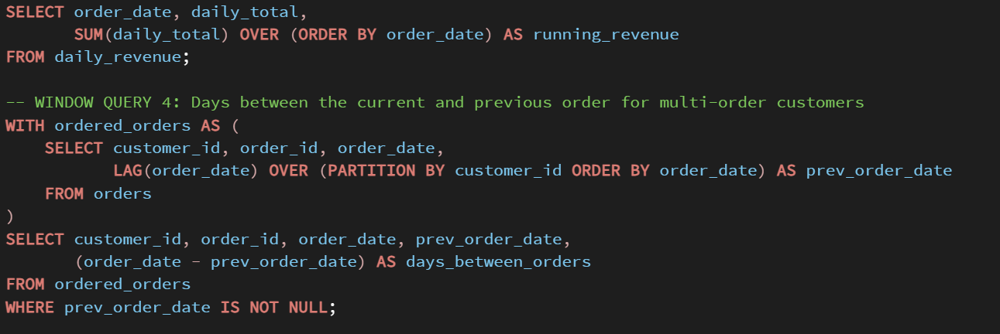 SELECT order_date, daily_total,
       SUM(daily_total) OVER (ORDER BY order_date) AS running_revenue
FROM daily_revenue;

-- WINDOW QUERY 4: Days between the current and previous order for multi-order customers
WITH ordered_orders AS (
    SELECT customer_id, order_id, order_date,
           LAG(order_date) OVER (PARTITION BY customer_id ORDER BY order_date) AS prev_order_date
    FROM orders
)
SELECT customer_id, order_id, order_date, prev_order_date,
       (order_date - prev_order_date) AS days_between_orders
FROM ordered_orders
WHERE prev_order_date IS NOT NULL;